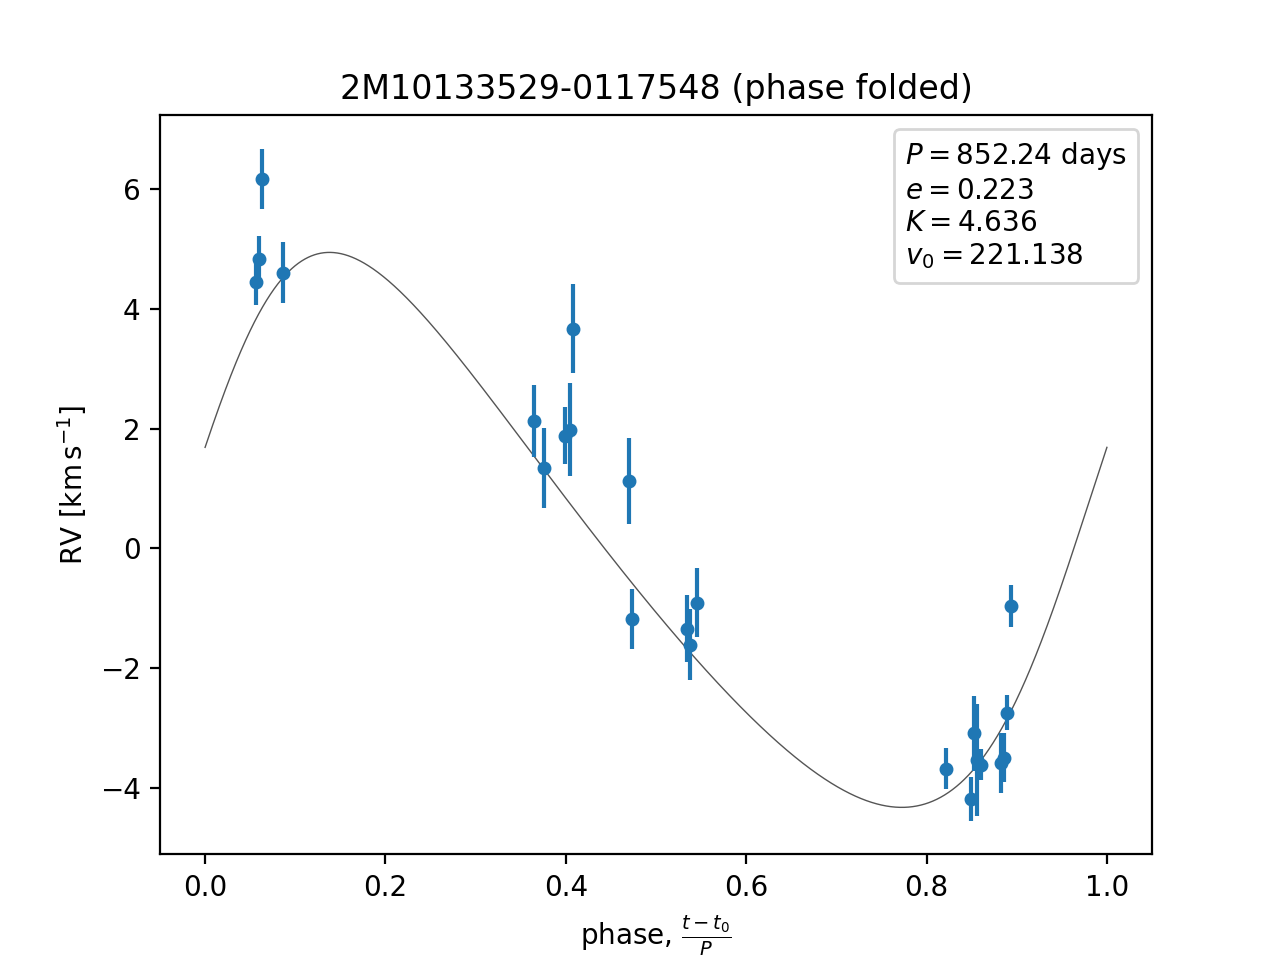 2M10133529-0117548 (phase folded)
P = 852.24 days
e = 0.223
K = 4.636
v₀ = 221.138
RV [km s⁻¹]
6
4
2
0
−2
−4
0.0 0.2 0.4 0.6 0.8 1.0
phase, (t − t₀)/P